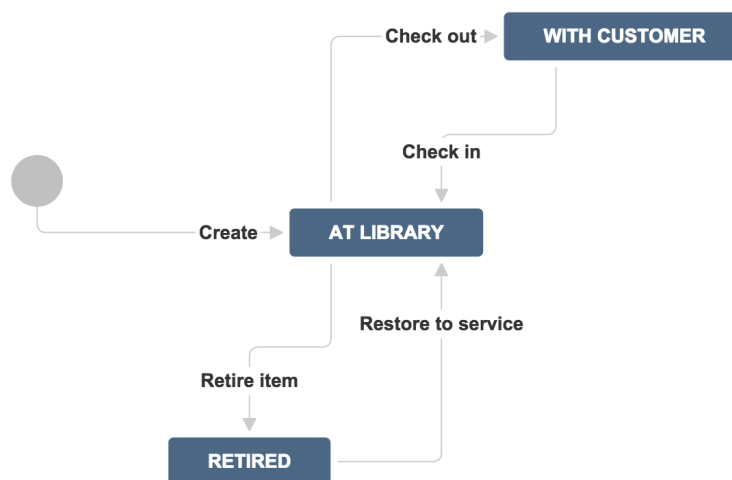 Check out
WITH CUSTOMER
Check in
Create
AT LIBRARY
Restore to service
Retire item
RETIRED